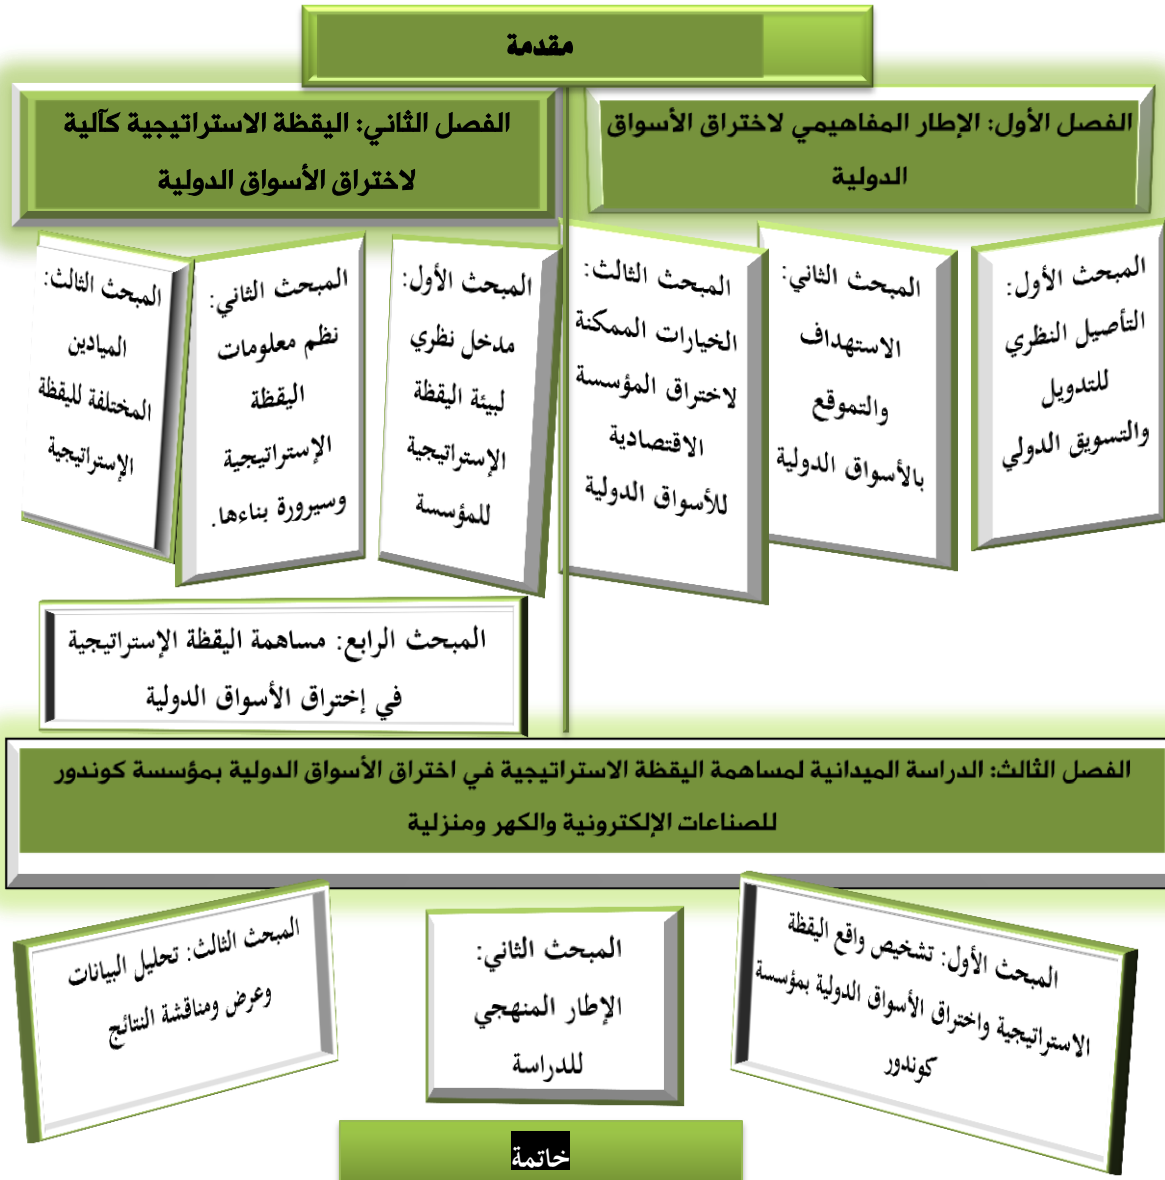 مقدمة
الفصل الأول: الإطار المفاهيمي لاختراق الأسواق
الدولية
المبحث الأول:
التأصيل النظري
للتدويل
والتسويق الدولي
المبحث الثاني:
الاستهداف
والتموقع
بالأسواق الدولية
المبحث الثالث:
الخيارات الممكنة
لاختراق المؤسسة
الاقتصادية
للأسواق الدولية
الفصل الثاني: اليقظة الاستراتيجية كآلية
لاختراق الأسواق الدولية
المبحث الأول:
مدخل نظري
لبيئة اليقظة
الإستراتيجية
للمؤسسة
المبحث الثاني:
نظم معلومات
اليقظة
الإستراتيجية
وسيرورة بناءها.
المبحث الثالث:
الميادين
المختلفة لليقظة
الإستراتيجية
المبحث الرابع: مساهمة اليقظة الإستراتيجية
في إختراق الأسواق الدولية
الفصل الثالث: الدراسة الميدانية لمساهمة اليقظة الاستراتيجية في اختراق الأسواق الدولية بمؤسسة كوندور
للصناعات الإلكترونية والكهر ومنزلية
المبحث الأول: تشخيص واقع اليقظة
الاستراتيجية واختراق الأسواق الدولية بمؤسسة
كوندور
المبحث الثاني:
الإطار المنهجي
للدراسة
المبحث الثالث: تحليل البيانات
وعرض ومناقشة النتائج
خاتمة